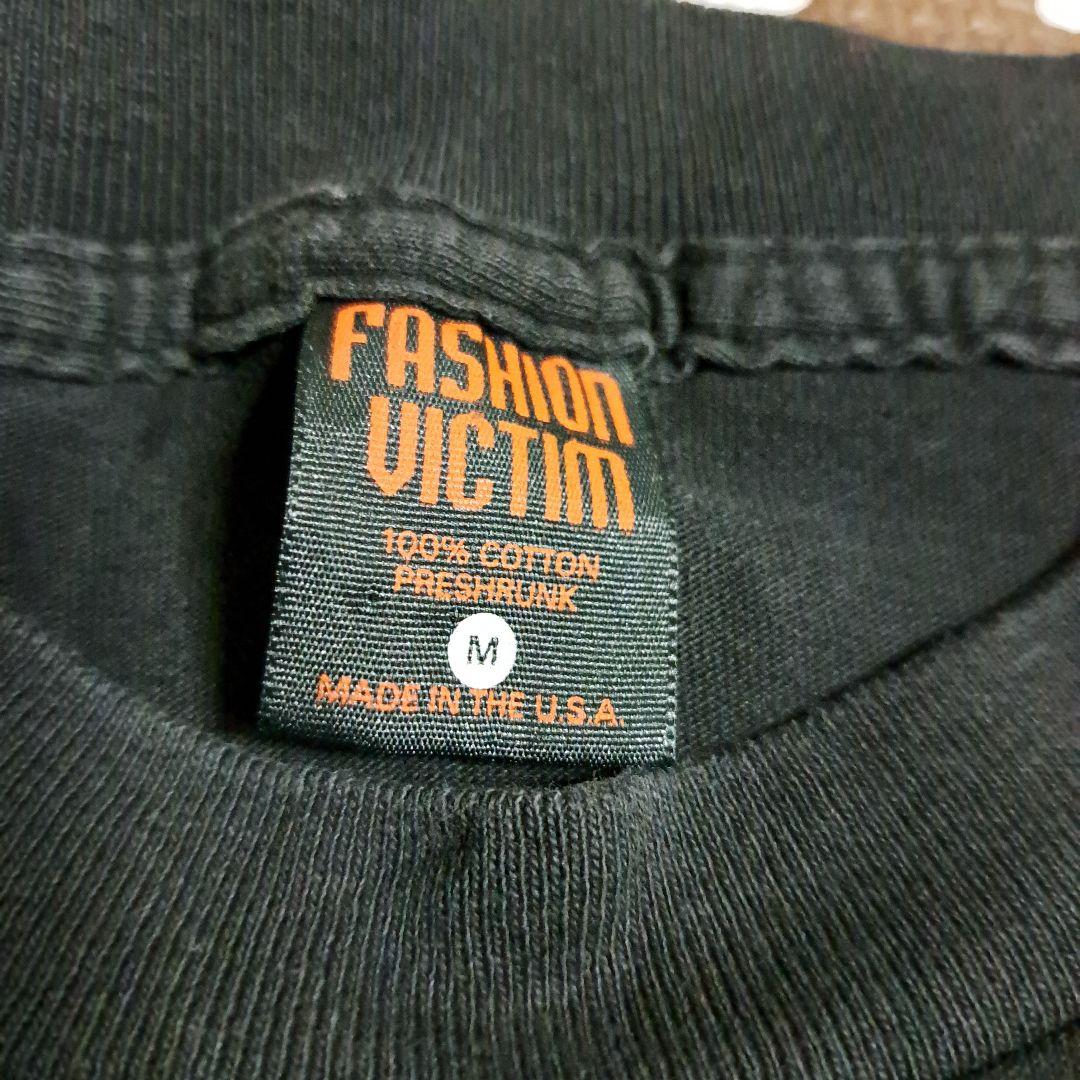 FASHION
VICTIM
100% COTTON
PRESHRUNK
M
MADE IN THE U.S.A.